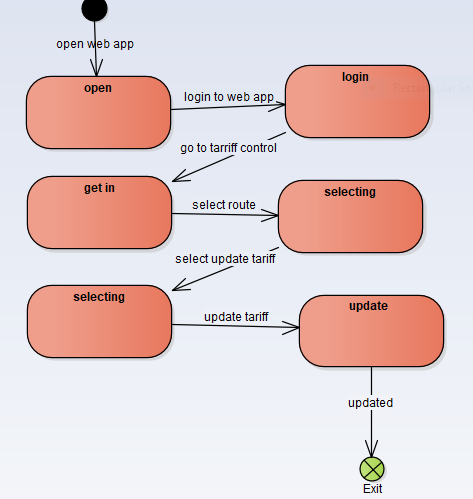 open web app
open
login to web app
login
go to tarriff control
get in
select route
selecting
select update tariff
selecting
update tariff
update
updated
Exit